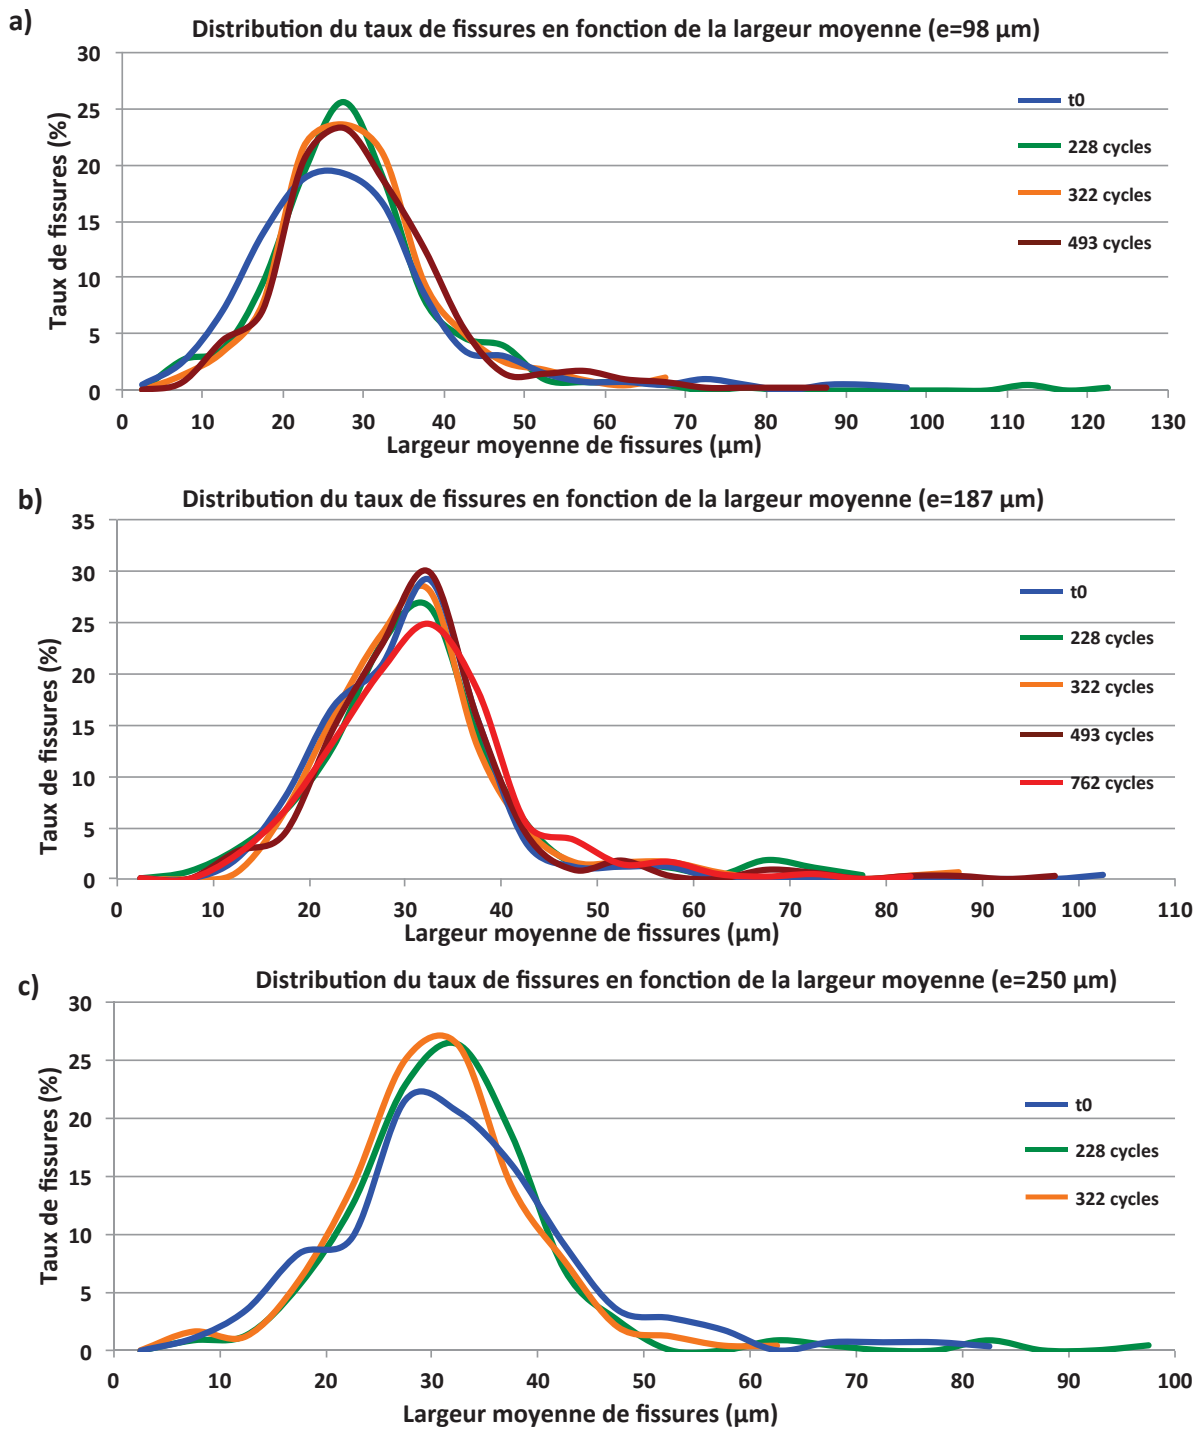 a)
Distribution du taux de fissures en fonction de la largeur moyenne (e=98 µm)
30
25
20
15
10
5
0
Taux de fissures (%)
t0
228 cycles
322 cycles
493 cycles
0 10 20 30 40 50 60 70 80 90 100 110 120 130
Largeur moyenne de fissures (µm)
b)
Distribution du taux de fissures en fonction de la largeur moyenne (e=187 µm)
35
30
25
20
15
10
5
0
Taux de fissures (%)
t0
228 cycles
322 cycles
493 cycles
762 cycles
0 10 20 30 40 50 60 70 80 90 100 110
Largeur moyenne de fissures (µm)
c)
Distribution du taux de fissures en fonction de la largeur moyenne (e=250 µm)
30
25
20
15
10
5
0
Taux de fissures (%)
t0
228 cycles
322 cycles
0 10 20 30 40 50 60 70 80 90 100
Largeur moyenne de fissures (µm)